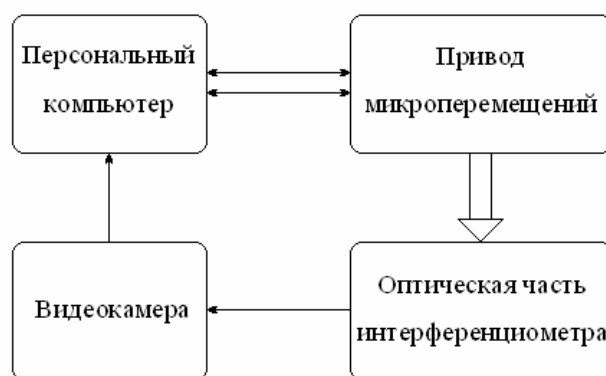 Персональный
компьютер
Привод
микроперемещений
Видеокамера
Оптическая часть
интерференциометра